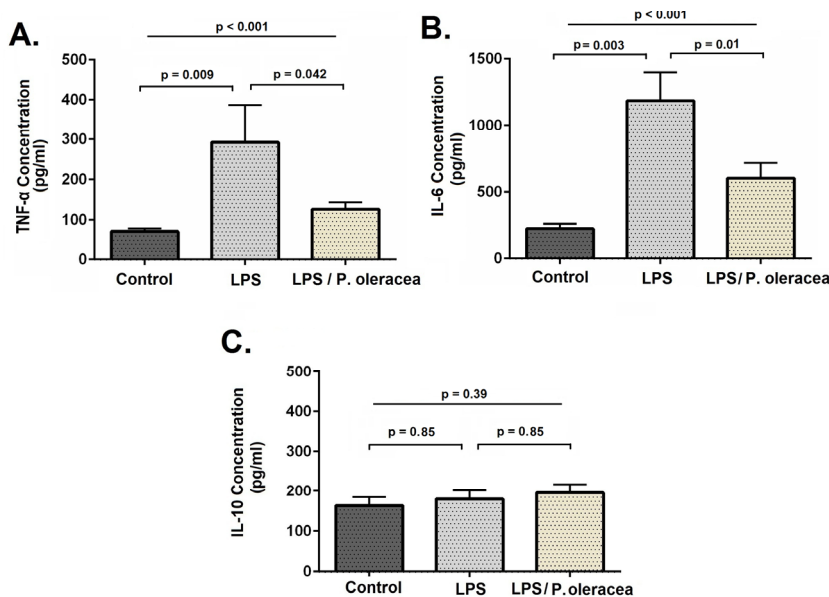 A.
p < 0.001
p = 0.009
p = 0.042
TNF-α Concentration
(pg/ml)
500
400
300
200
100
0
Control
LPS
LPS / P. oleracea
B.
p < 0.001
p = 0.003
p = 0.01
IL-6 Concentration
(pg/ml)
1500
1000
500
0
Control
LPS
LPS/ P. oleracea
C.
p = 0.39
p = 0.85
p = 0.85
IL-10 Concentration
(pg/ml)
500
400
300
200
100
0
Control
LPS
LPS/ P. oleracea